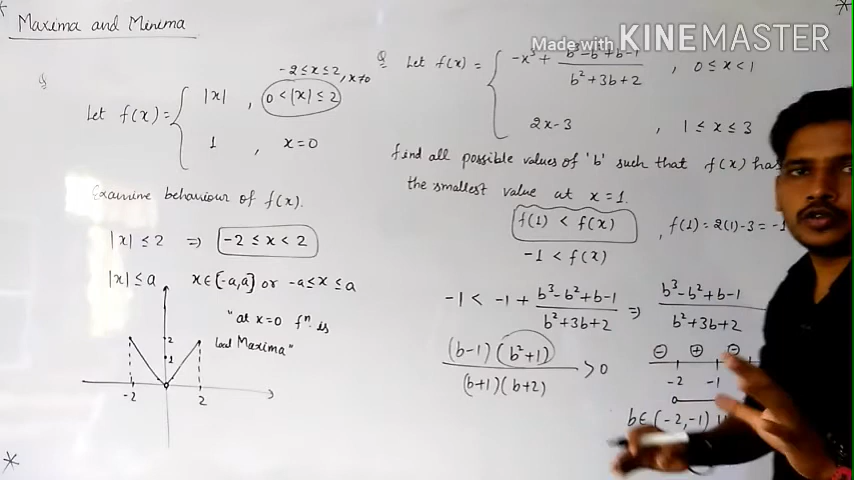 Maxima and Minima
Made with KINEMASTER
Q
Let f(x) = { |x| , 0 < |x| ≤ 2
-2 ≤ x ≤ 2, x≠0
1 , x = 0
Examine behaviour of f(x).
|x| ≤ 2 ⇒ -2 ≤ x < 2
|x| ≤ a x ∈ [-a, a] or -a ≤ x ≤ a
"at x=0 fⁿ is
local Maxima"
2
1
-2 2
Q Let f(x) = { -x³ + (b³-b²+b-1)/(b²+3b+2) , 0 ≤ x < 1
2x-3 , 1 ≤ x ≤ 3
find all possible values of 'b' such that f(x) has
the smallest value at x = 1.
f(1) < f(x) , f(1) = 2(1)-3 = -1
-1 < f(x)
-1 < -1 + (b³-b²+b-1)/(b²+3b+2) ⇒ (b³-b²+b-1)/(b²+3b+2)
(b-1)(b²+1)/(b+1)(b+2) > 0
⊖ ⊕ ⊖
-2 -1
b ∈ (-2,-1) U